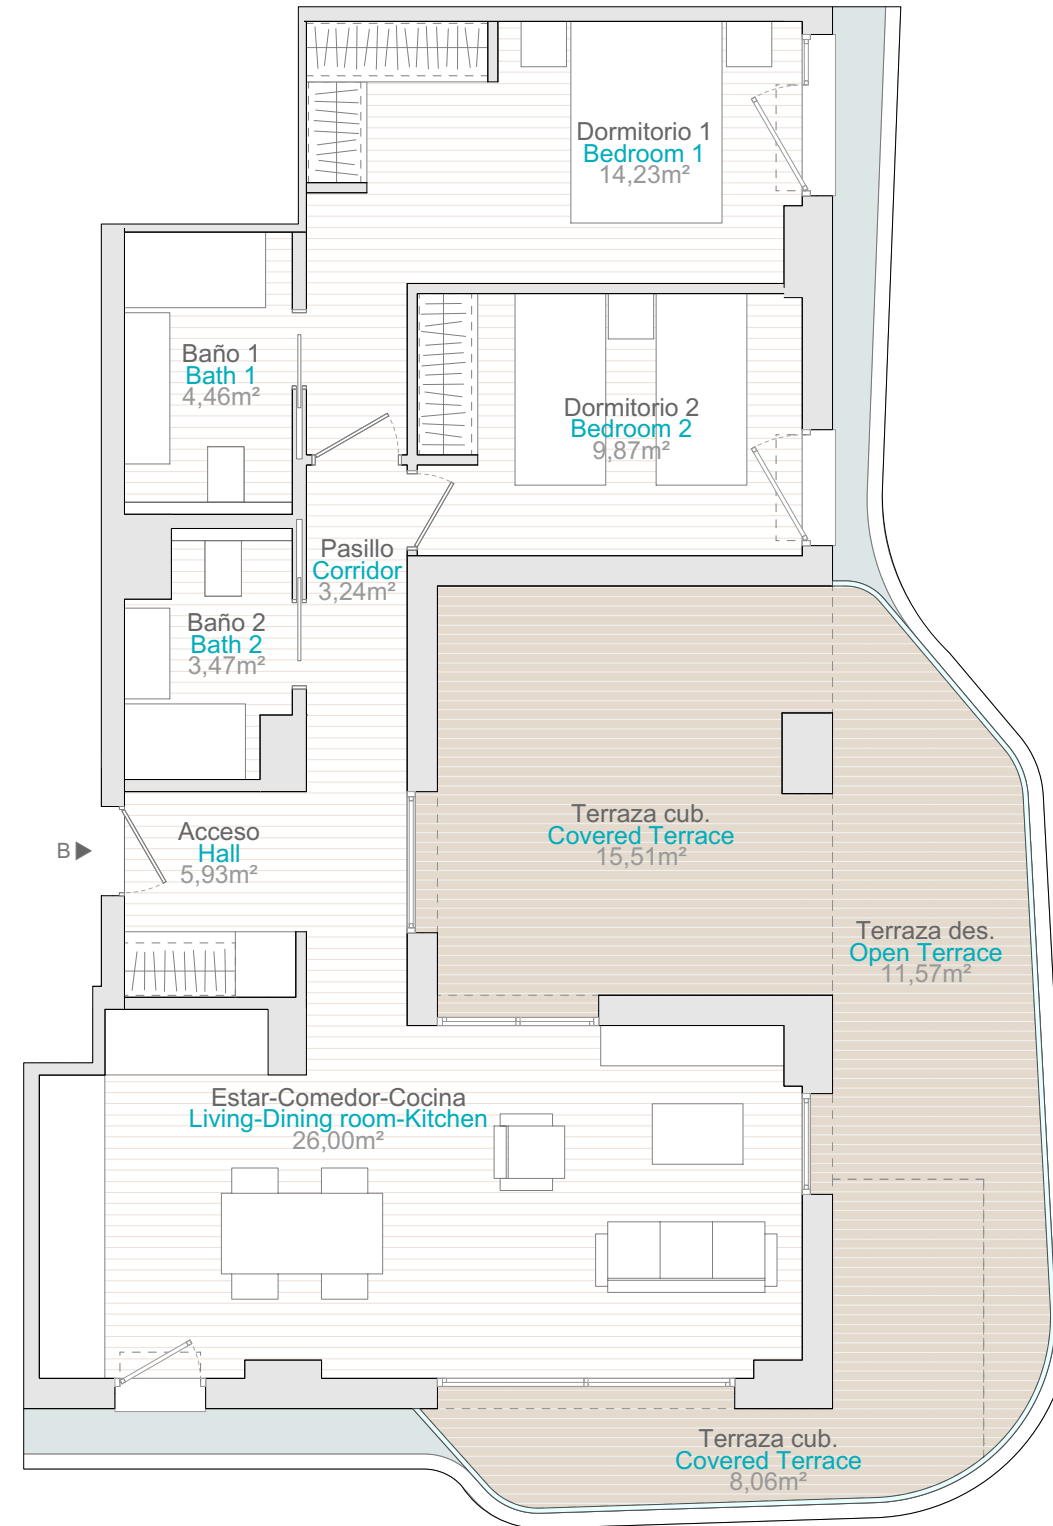 Dormitorio 1
Bedroom 1
14,23m²
Baño 1
Bath 1
4,46m²
Dormitorio 2
Bedroom 2
9,87m²
Pasillo
Corridor
3,24m²
Baño 2
Bath 2
3,47m²
Acceso
Hall
5,93m²
B
Terraza cub.
Covered Terrace
15,51m²
Terraza des.
Open Terrace
11,57m²
Estar-Comedor-Cocina
Living-Dining room-Kitchen
26,00m²
Terraza cub.
Covered Terrace
8,06m²